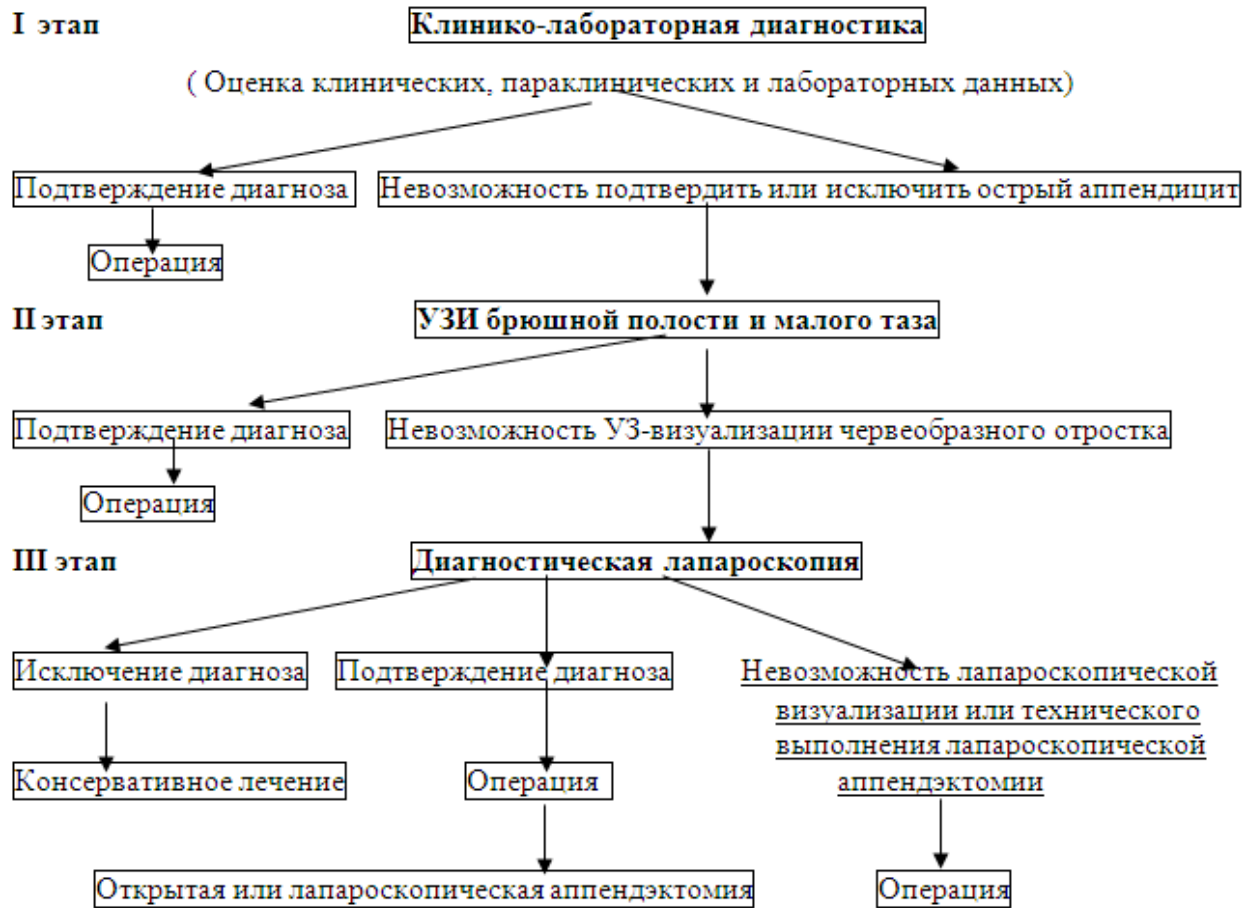 I этап
Клинико-лабораторная диагностика
( Оценка клинических, параклинических и лабораторных данных)
Подтверждение диагноза
Невозможность подтвердить или исключить острый аппендицит
Операция
II этап
УЗИ брюшной полости и малого таза
Подтверждение диагноза
Невозможность УЗ-визуализации червеобразного отростка
Операция
III этап
Диагностическая лапароскопия
Исключение диагноза
Подтверждение диагноза
Невозможность лапароскопической
визуализации или технического
выполнения лапароскопической
аппендэктомии
Консервативное лечение
Операция
Открытая или лапароскопическая аппендэктомия
Операция